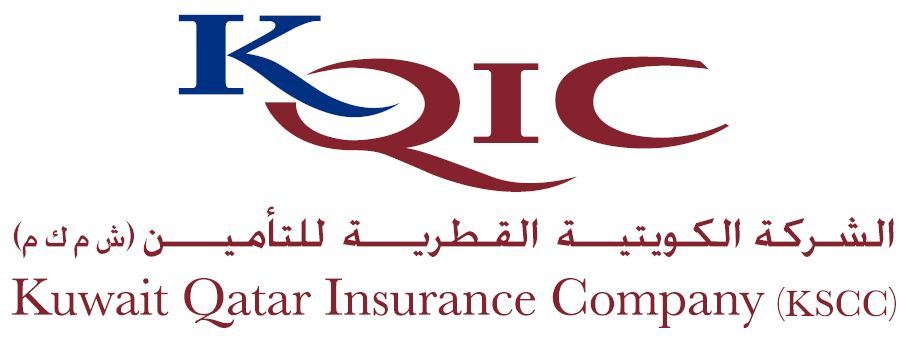 KQIC
الشركة الكويتية القطرية للتأمين (ش م ك م)
Kuwait Qatar Insurance Company (KSCC)